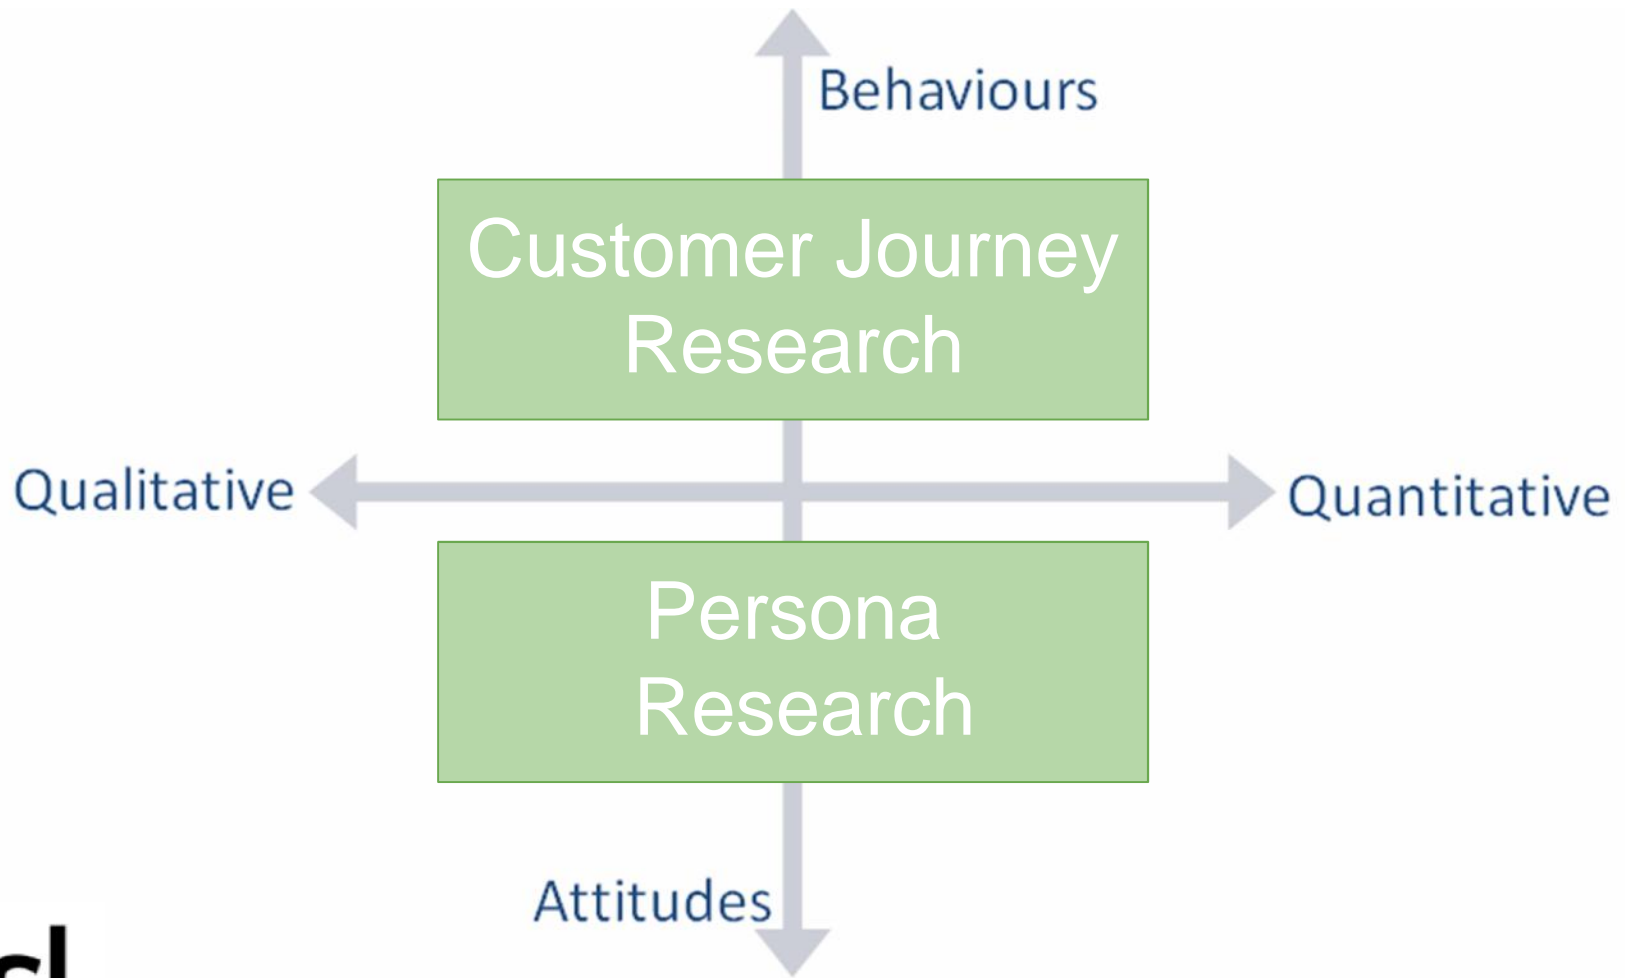 Behaviours
Customer Journey
Research
Qualitative
Quantitative
Persona
Research
Attitudes